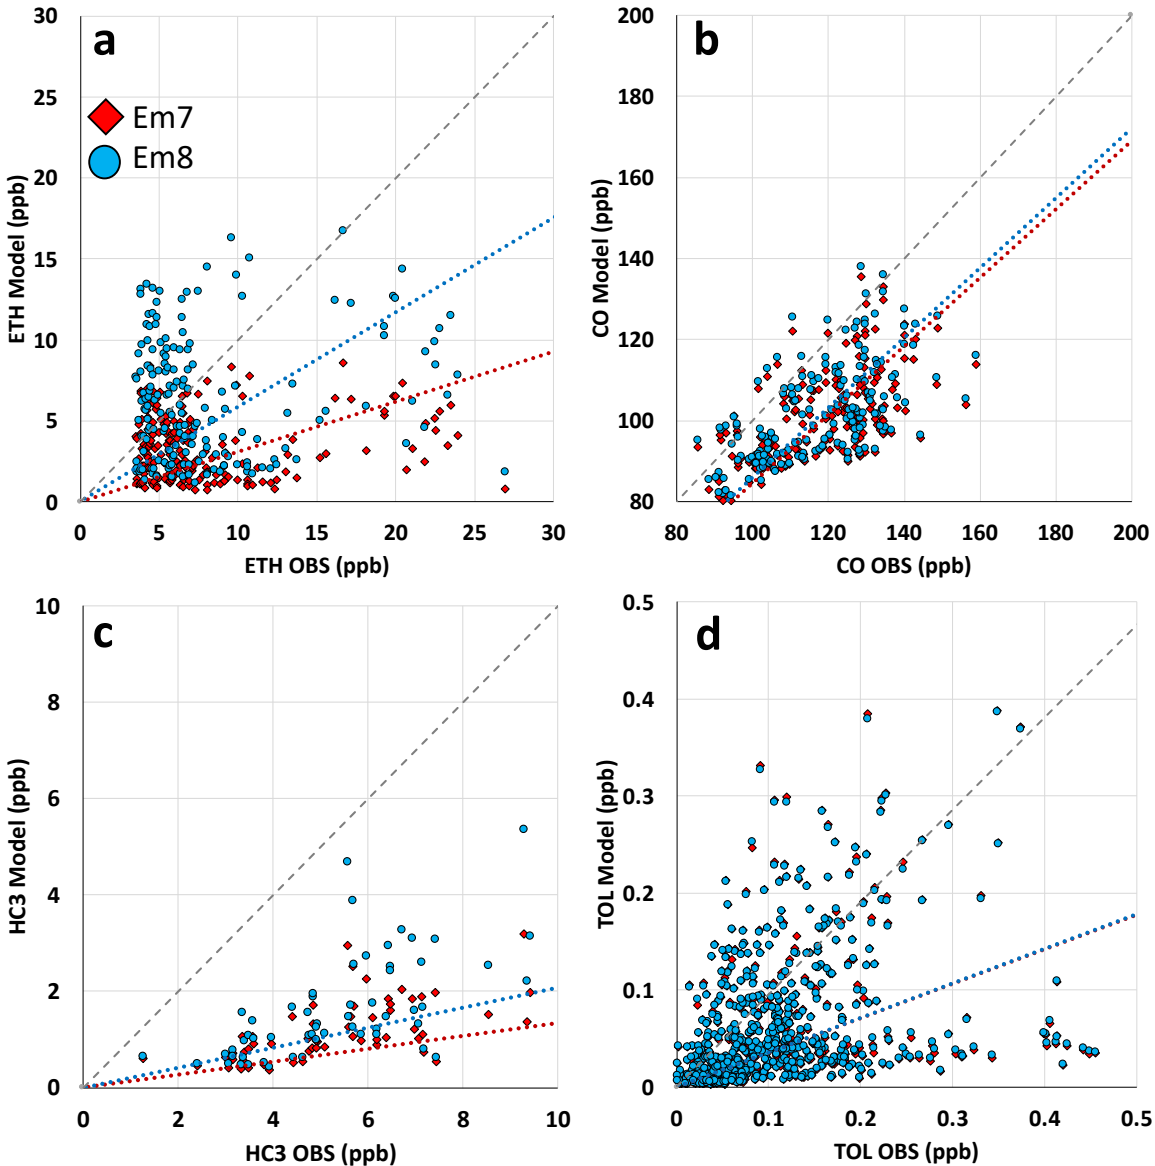 a
Em7
Em8
ETH Model (ppb)
30
25
20
15
10
5
0
0 5 10 15 20 25 30
ETH OBS (ppb)
b
CO Model (ppb)
200
180
160
140
120
100
80
80 100 120 140 160 180 200
CO OBS (ppb)
c
HC3 Model (ppb)
10
8
6
4
2
0
0 2 4 6 8 10
HC3 OBS (ppb)
d
TOL Model (ppb)
0.5
0.4
0.3
0.2
0.1
0
0 0.1 0.2 0.3 0.4 0.5
TOL OBS (ppb)